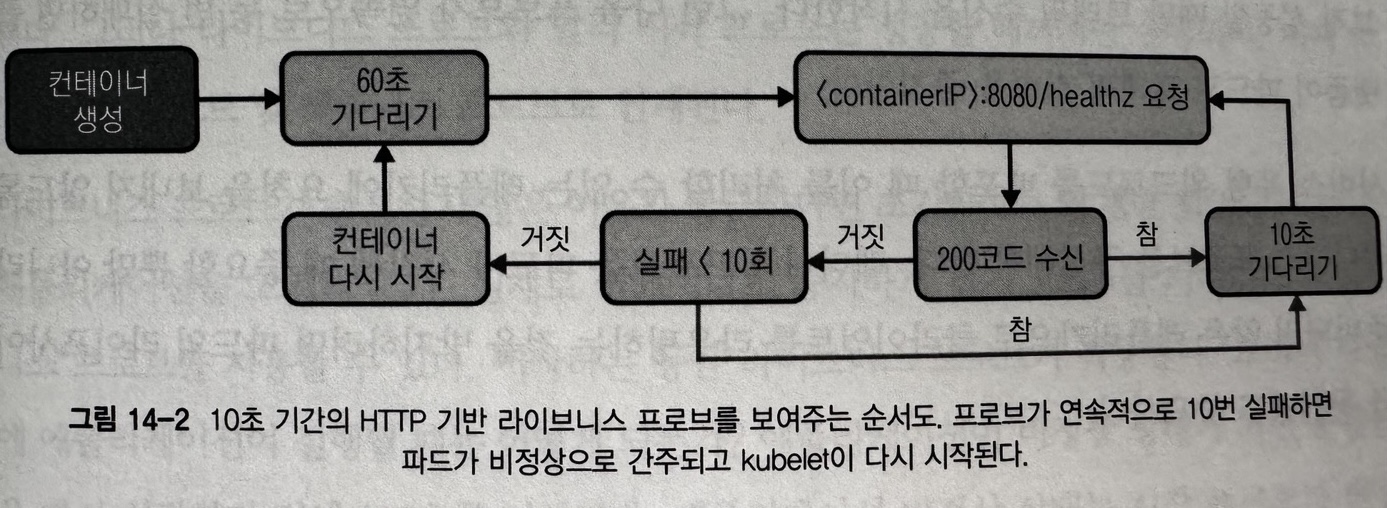 컨테이너
생성
60초
기다리기
〈containerIP〉:8080/healthz 요청
컨테이너
다시 시작
거짓
실패 〈 10회
거짓
200코드 수신
참
10초
기다리기
참
그림 14-2 10초 기간의 HTTP 기반 라이브니스 프로브를 보여주는 순서도. 프로브가 연속적으로 10번 실패하면
파드가 비정상으로 간주되고 kubelet이 다시 시작된다.